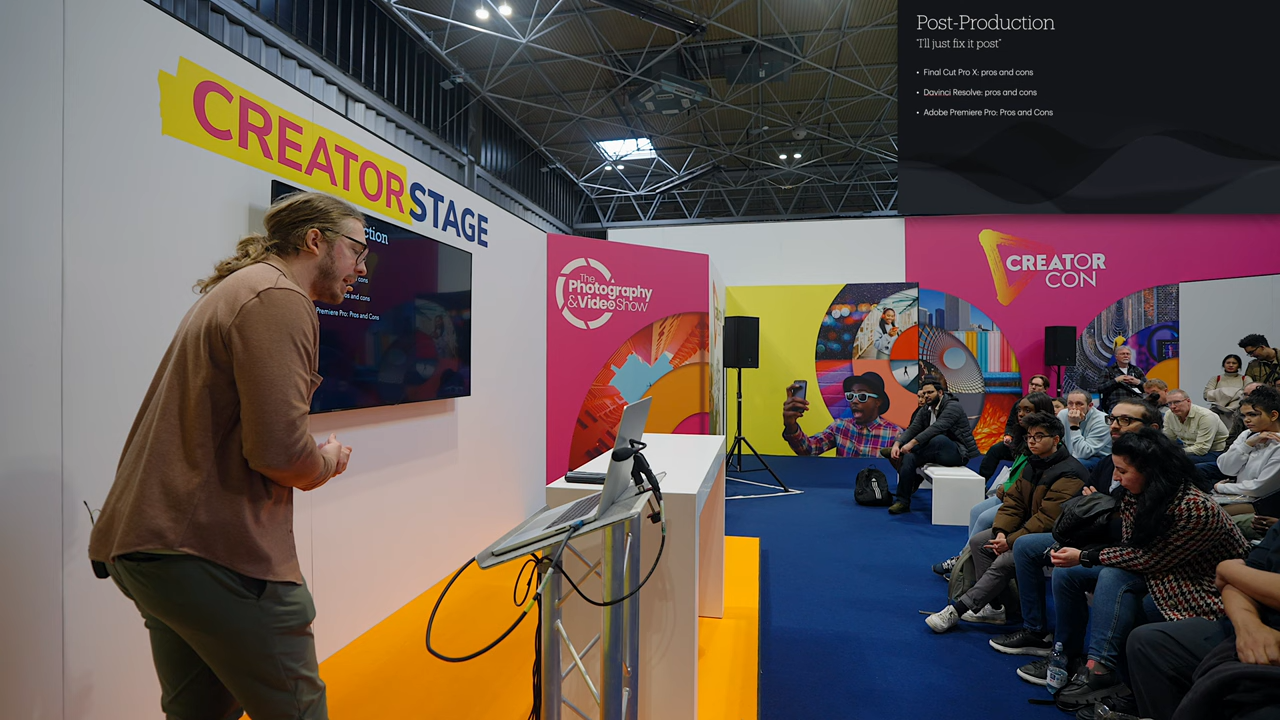 Post-Production
"I'll just fix it post"
• Final Cut Pro X: pros and cons
• Davinci Resolve: pros and cons
• Adobe Premiere Pro: Pros and Cons
CREATOR STAGE
ction
cons
os and cons
Premiere Pro: Pros and Cons
The
Photography
& Video Show
CREATOR
CON